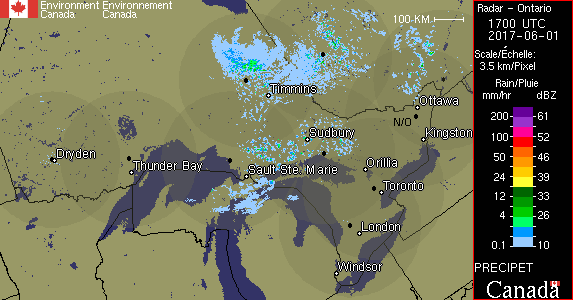 Environment Environnement
Canada Canada
100 KM
Timmins
Ottawa
N/O
Sudbury
Kingston
Dryden
Thunder Bay
Sault Ste. Marie
Orillia
Toronto
London
Windsor
Radar - Ontario
1700 UTC
2017-06-01
Scale/Échelle:
3.5 km/Pixel
Rain/Pluie
mm/hr dBZ
200 61
100 52
50 46
24 39
12 33
4 26
0.1 10
PRECIPET
Canada